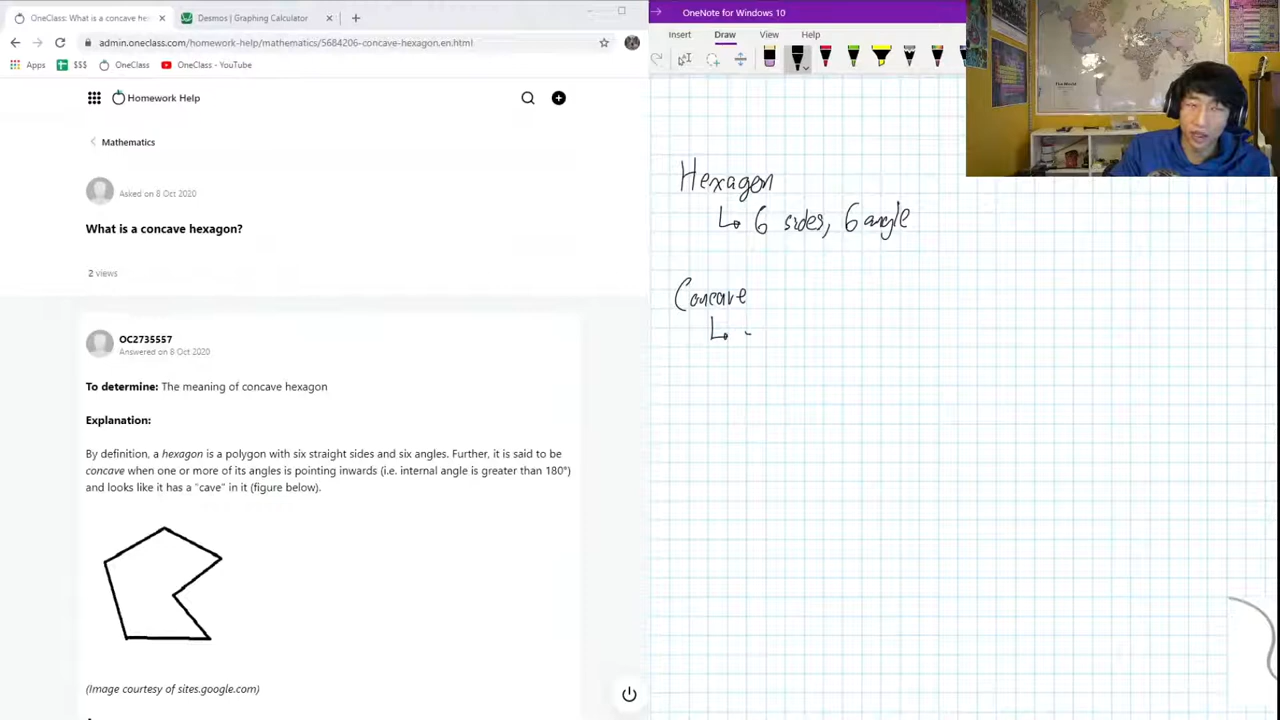 OneClass: What is a concave hex
Desmos | Graphing Calculator
admin.oneclass.com/homework-help/mathematics/5684206-concave-hexagon.en.html
Apps
$$$
OneClass
OneClass - YouTube
Homework Help
Mathematics
Asked on 8 Oct 2020
What is a concave hexagon?
2 views
OC2735557
Answered on 8 Oct 2020
To determine: The meaning of concave hexagon
Explanation:
By definition, a hexagon is a polygon with six straight sides and six angles. Further, it is said to be
concave when one or more of its angles is pointing inwards (i.e. internal angle is greater than 180°)
and looks like it has a "cave" in it (figure below).
(Image courtesy of sites.google.com)
OneNote for Windows 10
Insert
Draw
View
Help
Hexagon
6 sides, 6 angle
Concave